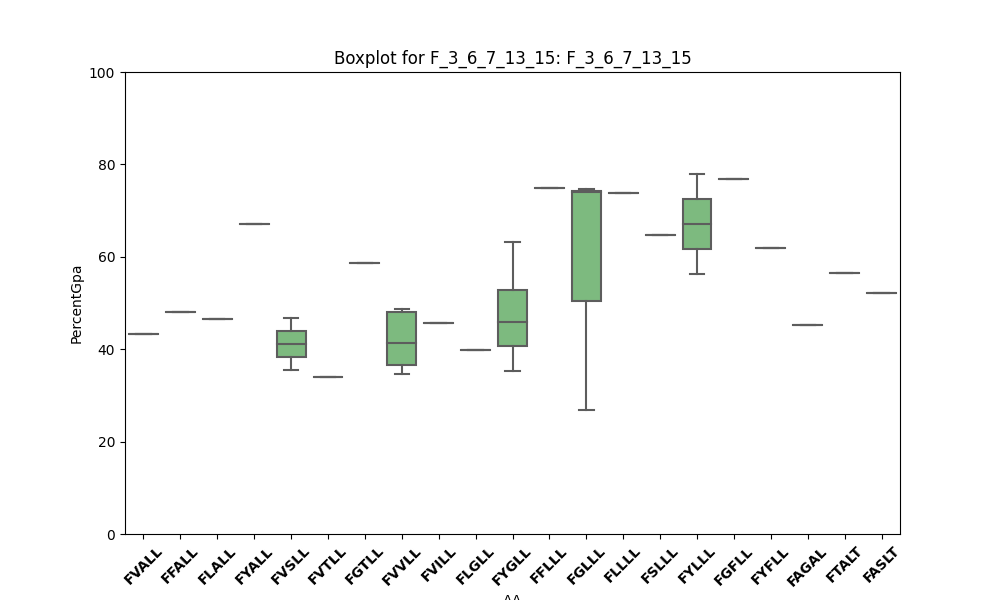 Boxplot for F_3_6_7_13_15: F_3_6_7_13_15
100
80
60
40
20
0
PercentGpa
FVALL
FFALL
FLALL
FYALL
FVSLL
FVTLL
FGTLL
FVVLL
FVILL
FLGLL
FYGLL
FFLLL
FGLLL
FLLLL
FSLLL
FYLLL
FGFLL
FYFLL
FAGAL
FTALT
FASLT
AA